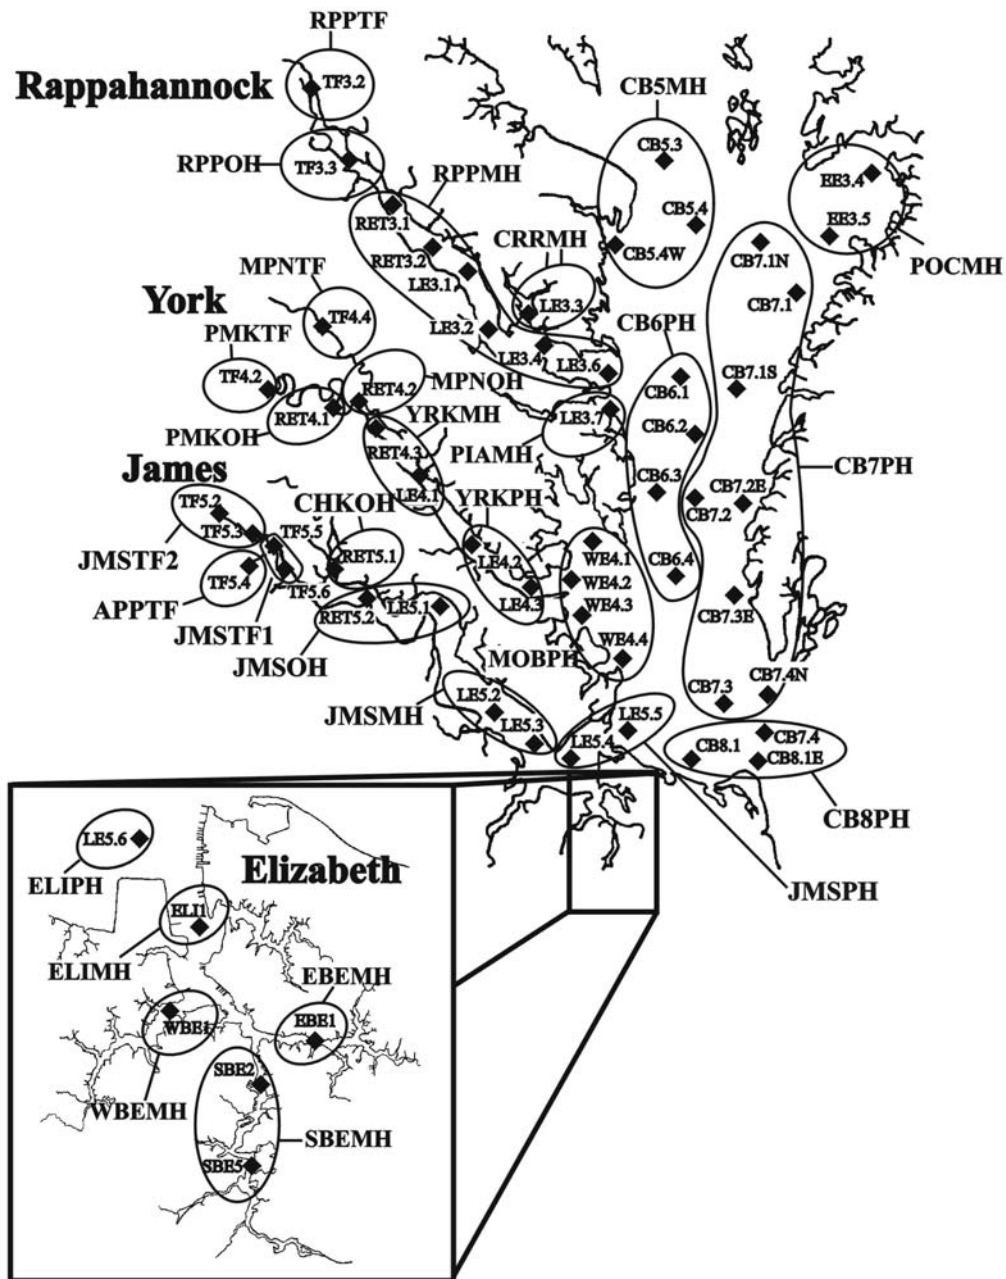 RPPTF
Rappahannock
TF3.2
CB5MH
RPPOH
TF3.3
RPPMH
CB5.3
EE3.4
RET3.1
CB5.4
EE3.5
RET3.2
CRRMH
CB5.4W
CB7.1N
POCMH
MPNTF
LE3.1
LE3.3
CB7.1
York
TF4.4
LE3.2
CB6PH
PMKTF
LE3.4
LE3.6
TF4.2
RET4.2
MPNOH
CB6.1
CB7.1S
RET4.1
YRKMH
LE3.7
CB6.2
PMKOH
RET4.3
PIAMH
James
LE4.1
CB6.3
CB7PH
TF5.2
CHKOH
YRKPH
CB7.2E
CB7.2
TF5.3
TF5.5
RET5.1
LE4.2
WE4.1
JMSTF2
TF5.4
CB6.4
WE4.2
APPTF
TF5.6
LE4.3
WE4.3
CB7.3E
JMSTF1
RET5.2
LE5.1
WE4.4
JMSOH
MOBPH
CB7.4N
CB7.3
JMSMH
LE5.2
LE5.5
LE5.3
LE5.4
CB8.1
CB7.4
CB8.1E
CB8PH
JMSPH
LE5.6
Elizabeth
ELIPH
ELI1
ELIMH
EBEMH
WBE1
EBE1
SBE2
WBEMH
SBEMH
SBE5